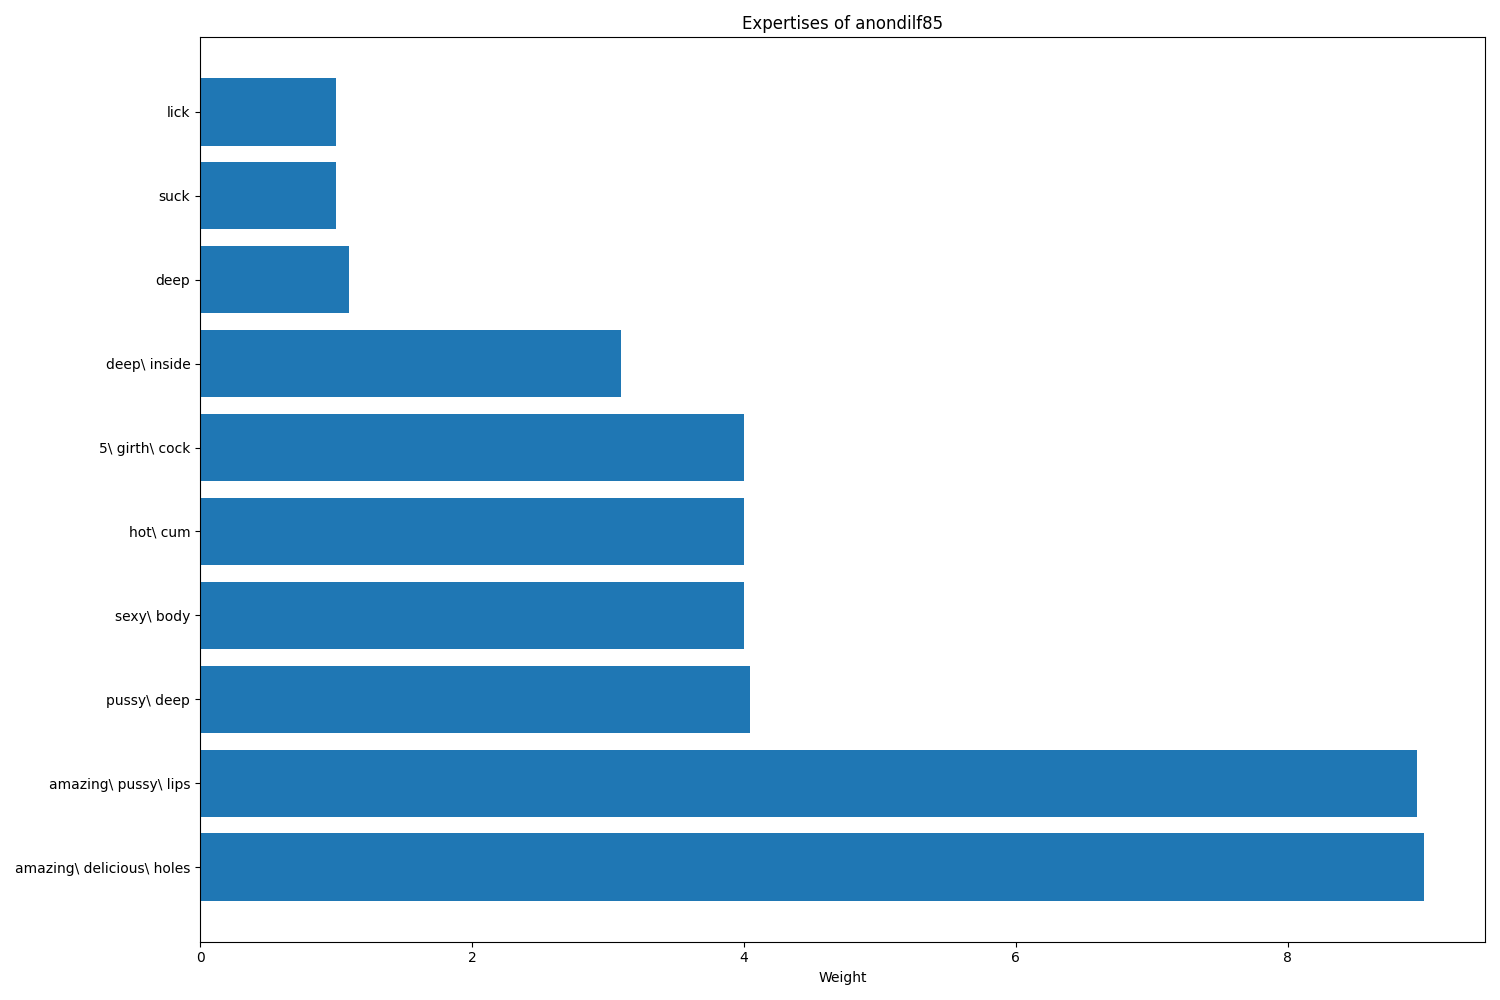 Expertises of anondilf85
lick
suck
deep
deep\ inside
5\ girth\ cock
hot\ cum
sexy\ body
pussy\ deep
amazing\ pussy\ lips
amazing\ delicious\ holes
0 2 4 6 8
Weight